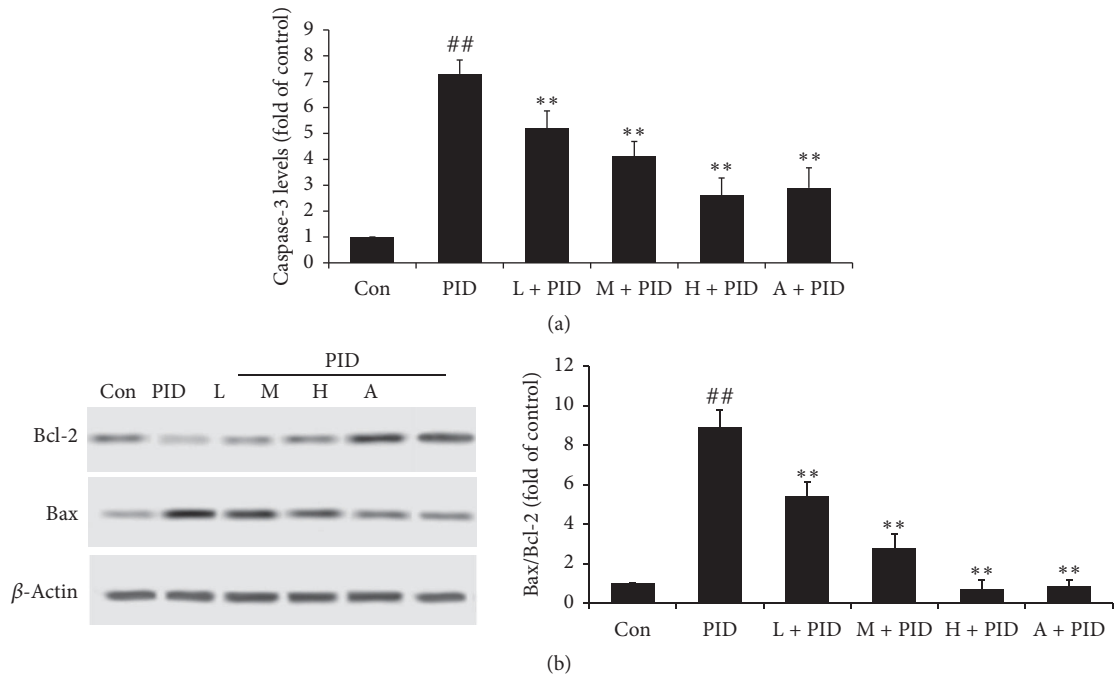 Caspase-3 levels (fold of control)
9
8
7
6
5
4
3
2
1
0
##
**
**
**
**
Con PID L + PID M + PID H + PID A + PID
(a)
PID
Con PID L M H A
Bcl-2
Bax
β-Actin
Bax/Bcl-2 (fold of control)
12
10
8
6
4
2
0
##
**
**
**
**
Con PID L + PID M + PID H + PID A + PID
(b)